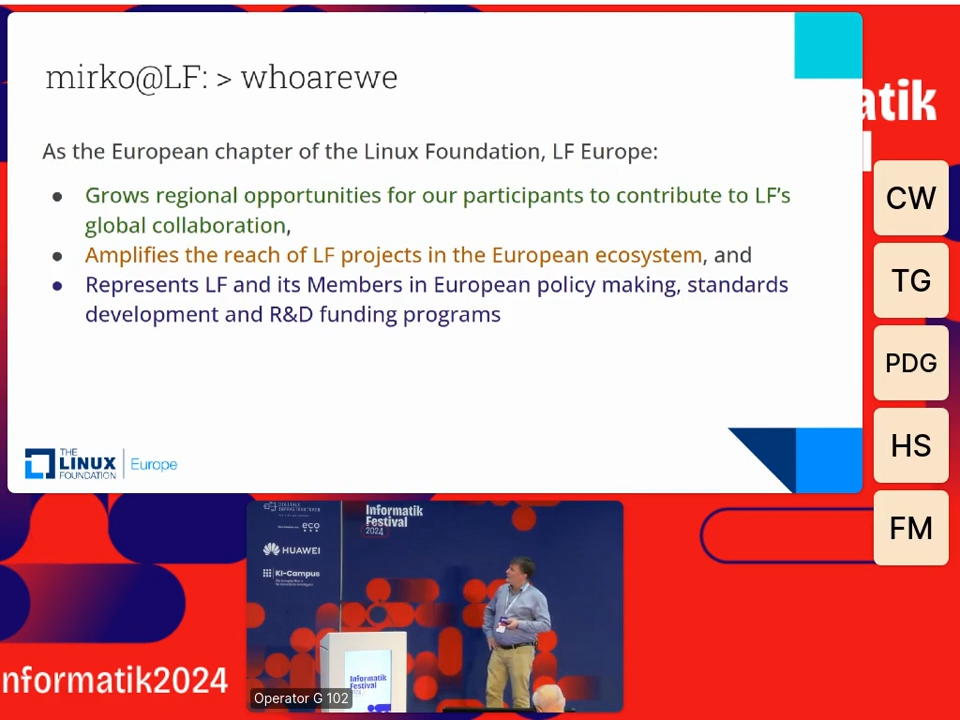 mirko@LF: > whoarewe
As the European chapter of the Linux Foundation, LF Europe:
● Grows regional opportunities for our participants to contribute to LF’s
global collaboration,
● Amplifies the reach of LF projects in the European ecosystem, and
● Represents LF and its Members in European policy making, standards
development and R&D funding programs
THE
LINUX
FOUNDATION
Europe
atik
CW
TG
PDG
HS
FM
eco
HUAWEI
KI-Campus
Informatik
Festival
2024
Informatik
Festival
Operator G 102
nformatik2024